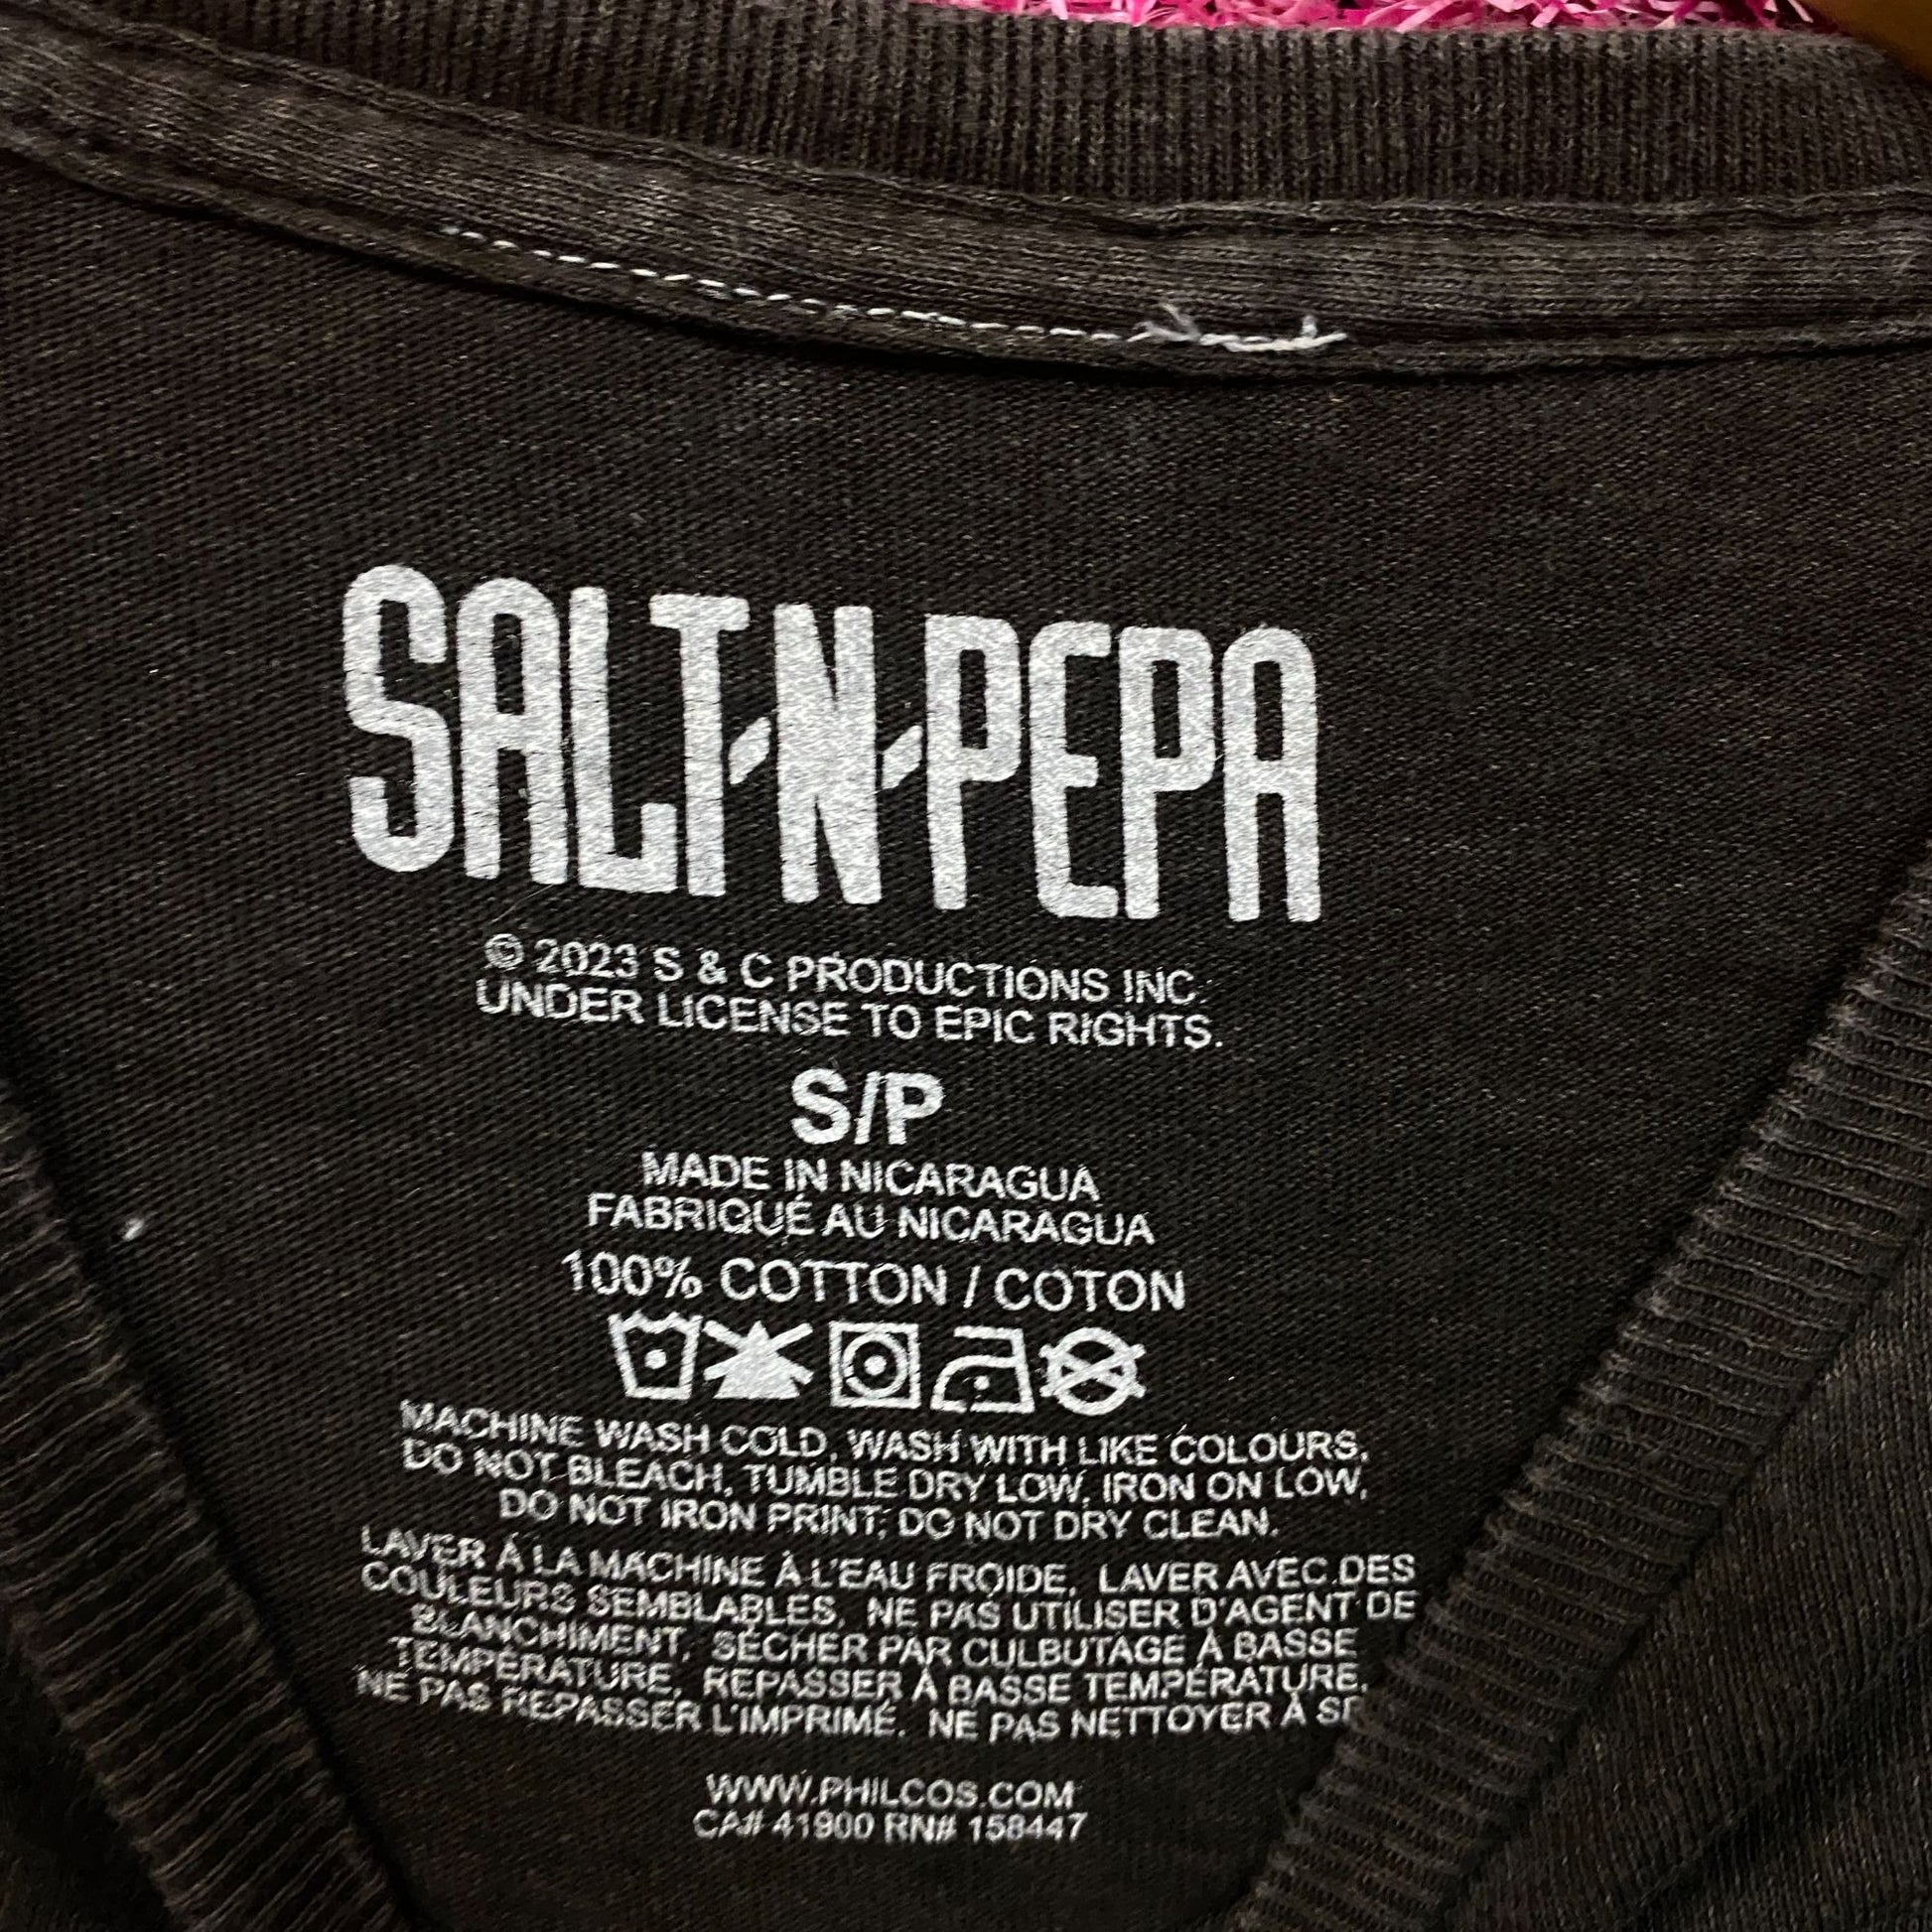 SALT-N-PEPA
© 2023 S & C PRODUCTIONS INC.
UNDER LICENSE TO EPIC RIGHTS.
S/P
MADE IN NICARAGUA
FABRIQUÉ AU NICARAGUA
100% COTTON / COTON
MACHINE WASH COLD, WASH WITH LIKE COLOURS,
DO NOT BLEACH, TUMBLE DRY LOW, IRON ON LOW,
DO NOT IRON PRINT; DO NOT DRY CLEAN.
LAVER À LA MACHINE À L'EAU FROIDE, LAVER AVEC DES
COULEURS SEMBLABLES, NE PAS UTILISER D'AGENT DE
BLANCHIMENT, SÉCHER PAR CULBUTAGE À BASSE
TEMPÉRATURE, REPASSER À BASSE TEMPÉRATURE,
NE PAS REPASSER L'IMPRIMÉ. NE PAS NETTOYER À
WWW.PHILCOS.COM
CA# 41900 RN# 158447